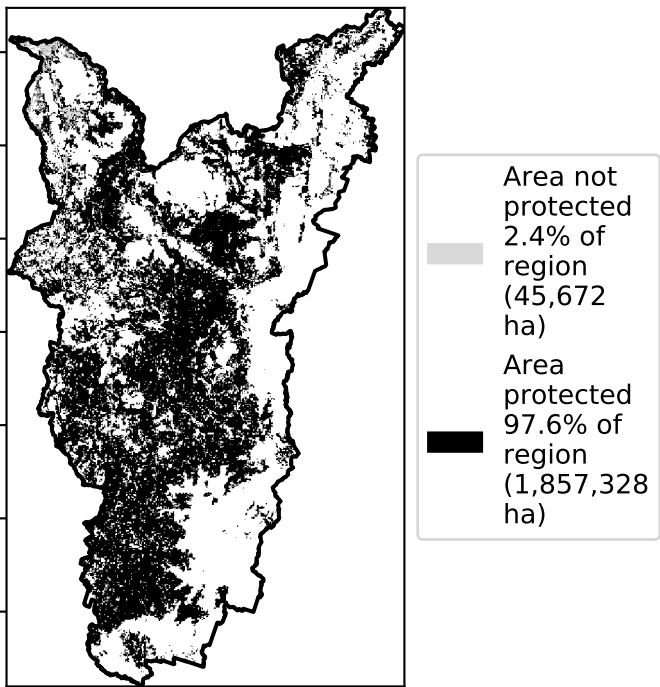 Area not
protected
2.4% of
region
(45,672
ha)
Area
protected
97.6% of
region
(1,857,328
ha)